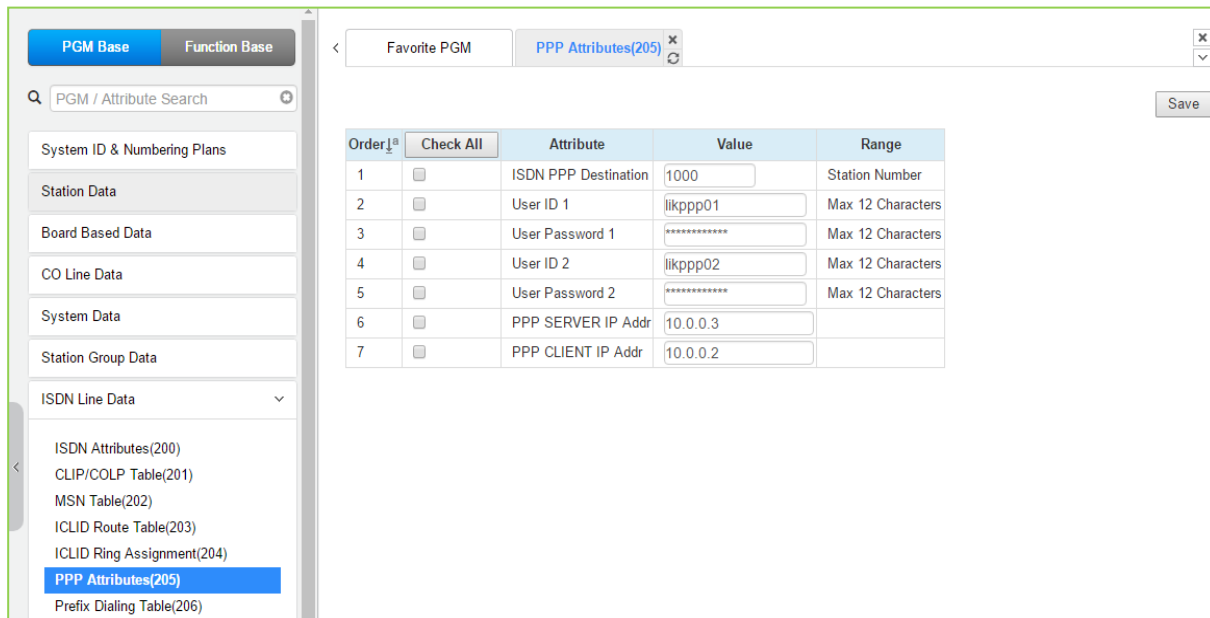 PGM Base Function Base
PGM / Attribute Search
System ID & Numbering Plans
Station Data
Board Based Data
CO Line Data
System Data
Station Group Data
ISDN Line Data
ISDN Attributes(200)
CLIP/COLP Table(201)
MSN Table(202)
ICLID Route Table(203)
ICLID Ring Assignment(204)
PPP Attributes(205)
Prefix Dialing Table(206)
Favorite PGM PPP Attributes(205)
Save
Order Check All Attribute Value Range
1 ISDN PPP Destination 1000 Station Number
2 User ID 1 likppp01 Max 12 Characters
3 User Password 1 ************ Max 12 Characters
4 User ID 2 likppp02 Max 12 Characters
5 User Password 2 ************ Max 12 Characters
6 PPP SERVER IP Addr 10.0.0.3
7 PPP CLIENT IP Addr 10.0.0.2